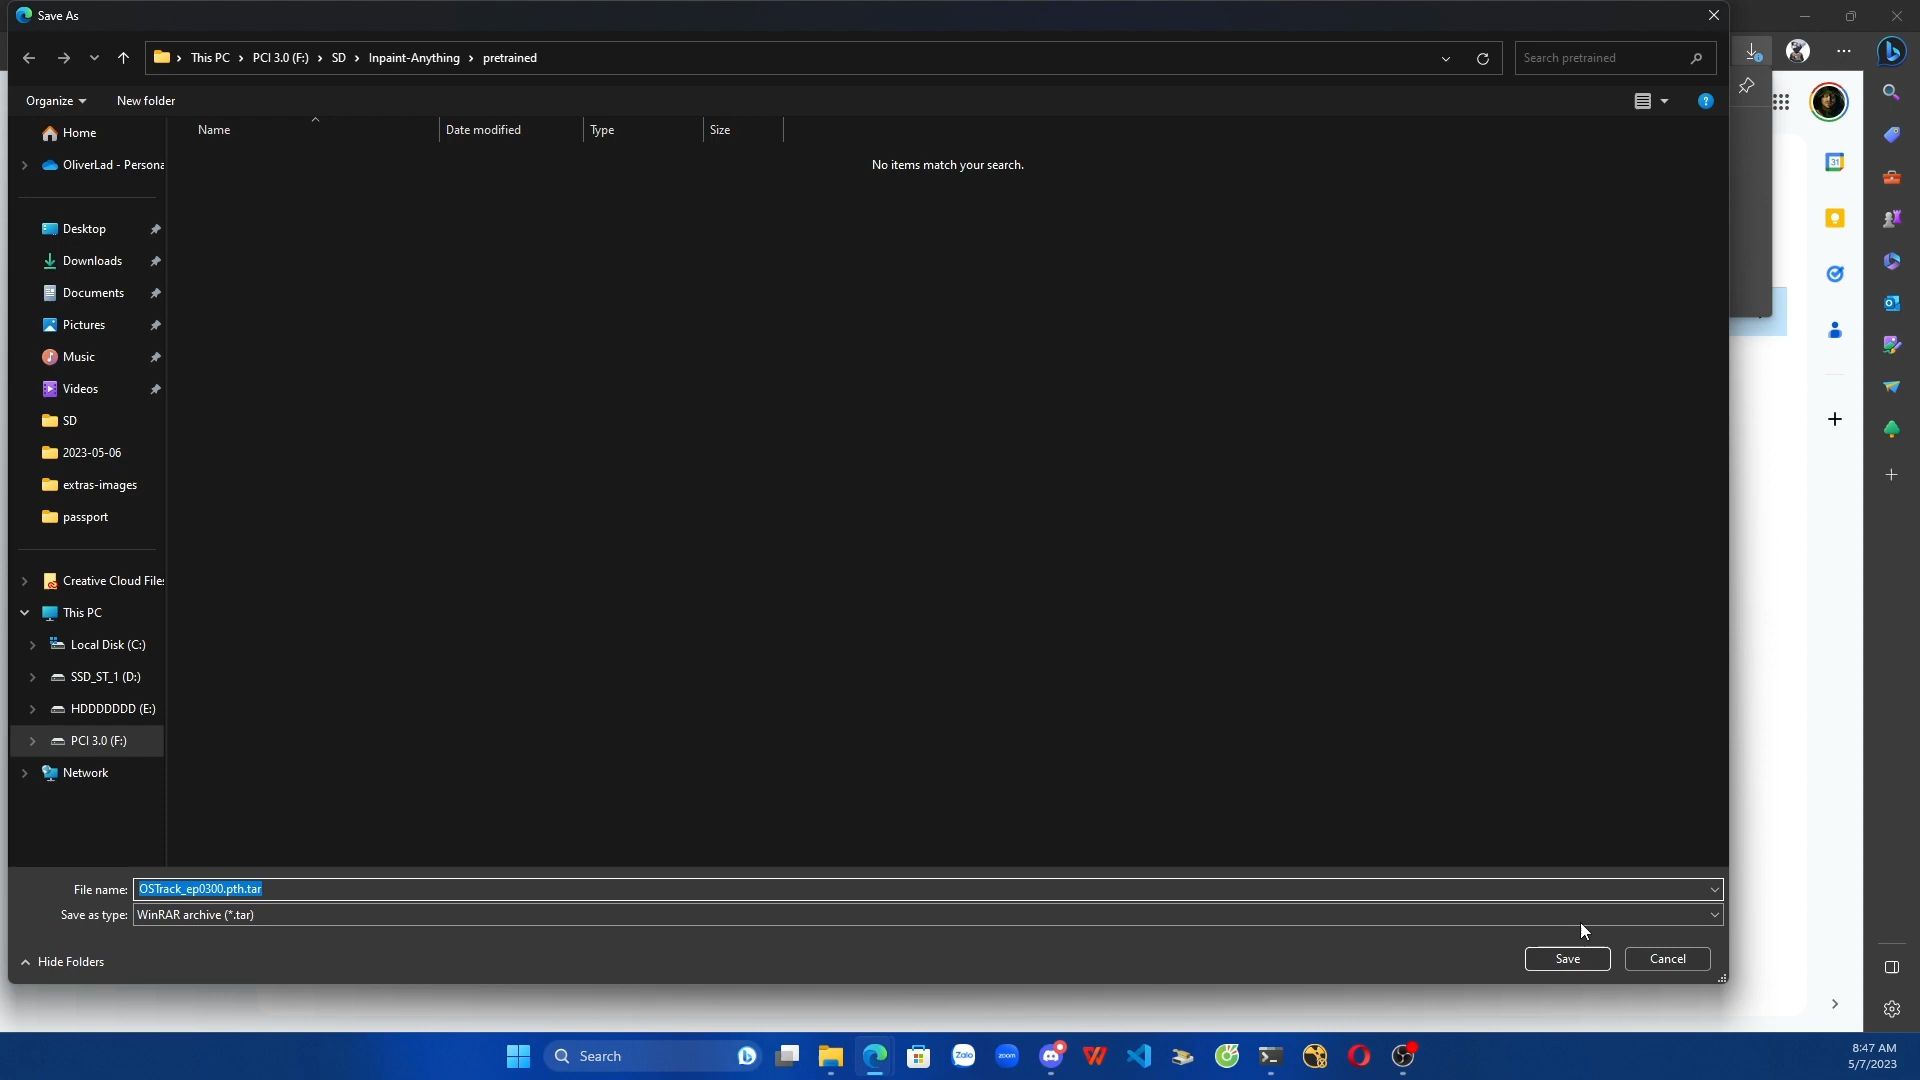 Save As
This PC > PCI 3.0 (F:) > SD > Inpaint-Anything > pretrained
Search pretrained
Organize
New folder
Name
Date modified
Type
Size
No items match your search.
Home
OliverLad - Persona
Desktop
Downloads
Documents
Pictures
Music
Videos
SD
2023-05-06
extras-images
passport
Creative Cloud Files
This PC
Local Disk (C:)
SSD_ST_1 (D:)
HDDDDDDD (E:)
PCI 3.0 (F:)
Network
31
File name: OSTrack_ep0300.pth.tar
Save as type: WinRAR archive (*.tar)
Hide Folders
Save
Cancel
Search
Zalo
zoom
8:47 AM
5/7/2023